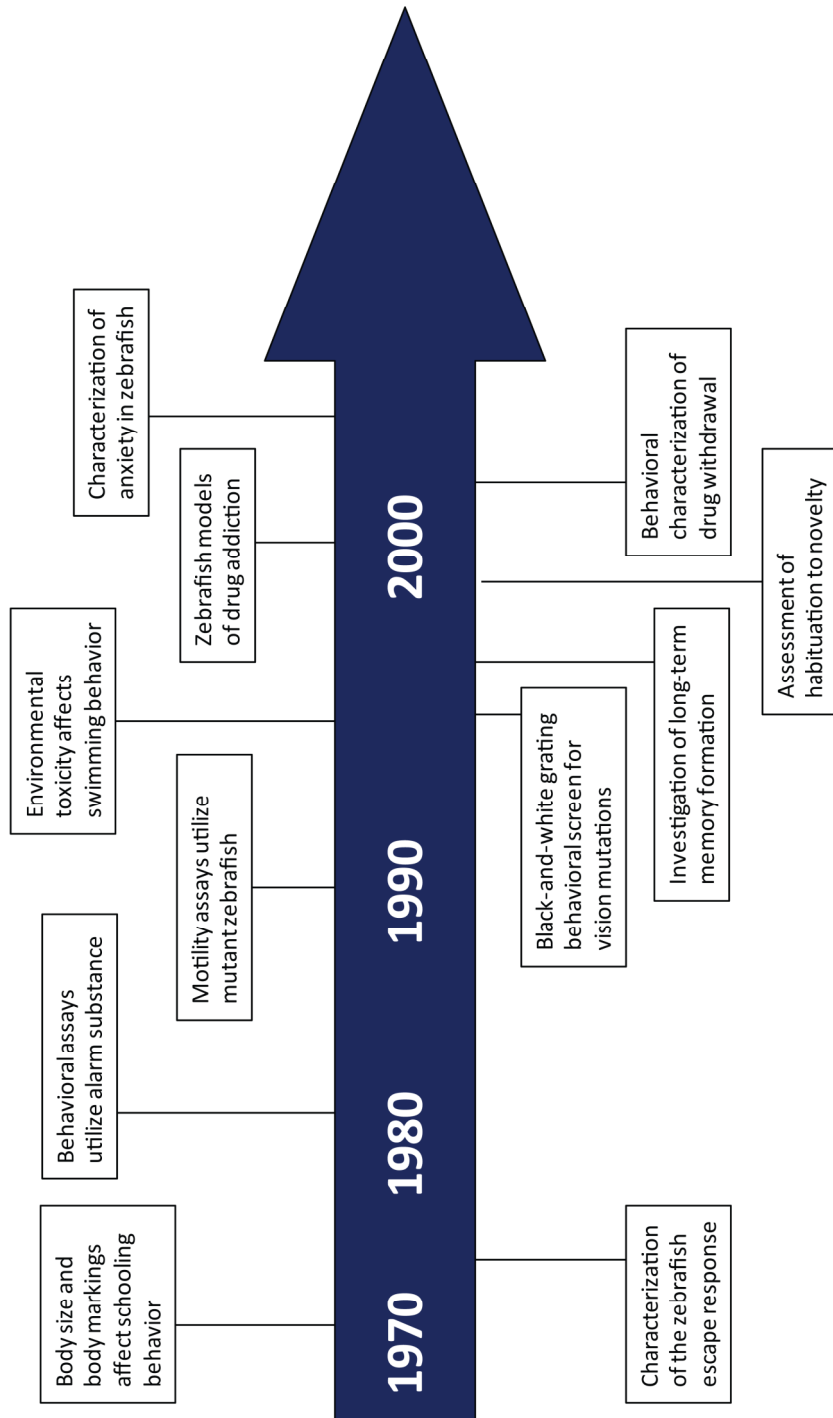 Body size and
body markings
affect schooling
behavior
Behavioral assays
utilize alarm substance
Motility assays utilize
mutant zebrafish
Environmental
toxicity affects
swimming behavior
Zebrafish models
of drug addiction
Characterization of
anxiety in zebrafish
1970
1980
1990
2000
Characterization
of the zebrafish
escape response
Black-and-white grating
behavioral screen for
vision mutations
Investigation of long-term
memory formation
Assessment of
habituation to novelty
Behavioral
characterization of
drug withdrawal